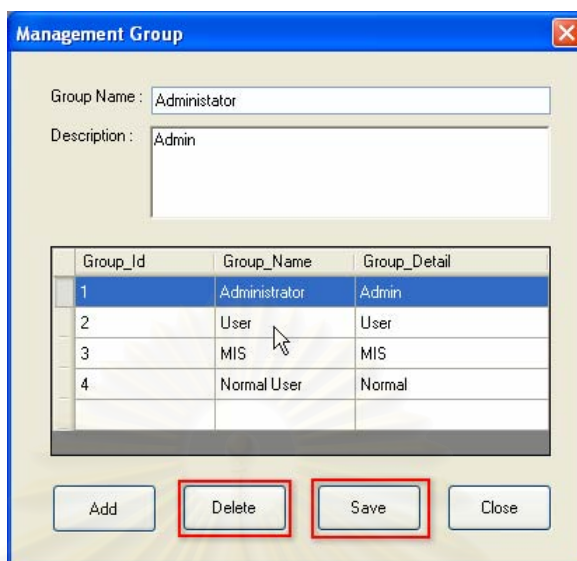 Management Group
Group Name : Administator
Description : Admin
Group_Id Group_Name Group_Detail
1 Administrator Admin
2 User User
3 MIS MIS
4 Normal User Normal
Add Delete Save Close